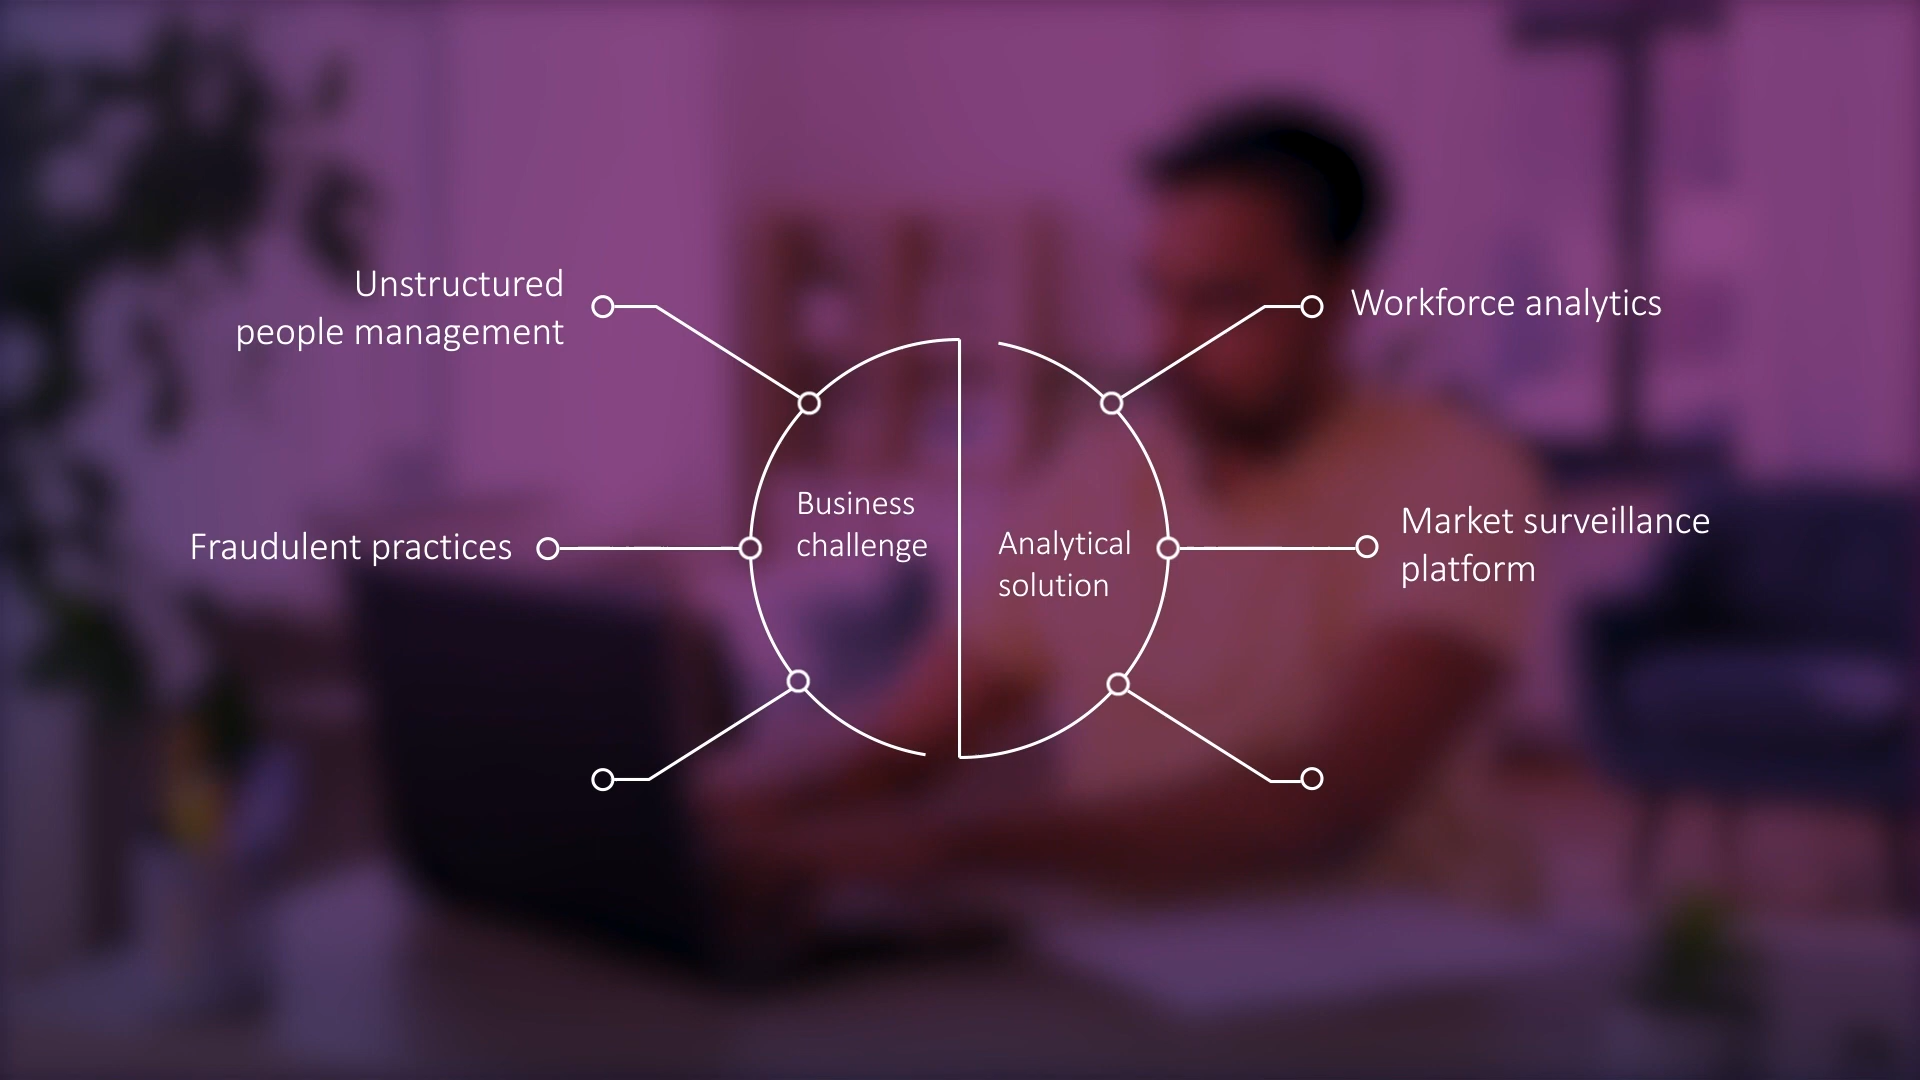 Unstructured
people management
Fraudulent practices
Business
challenge
Analytical
solution
Workforce analytics
Market surveillance
platform